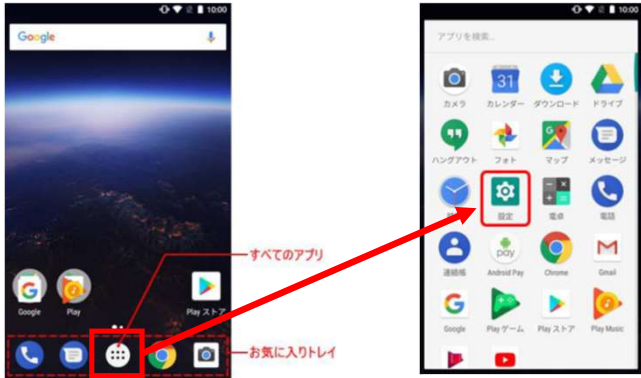 10:00
Google
すべてのアプリ
Google
Play
Play ストア
お気に入りトレイ
10:00
アプリを検索...
31
カメラ
カレンダー
ダウンロード
ドライブ
ハングアウト
フォト
マップ
メッセージ
設定
電卓
電話
連絡帳
pay
Android Pay
Chrome
Gmail
Google
Play ゲーム
Play ストア
Play Music